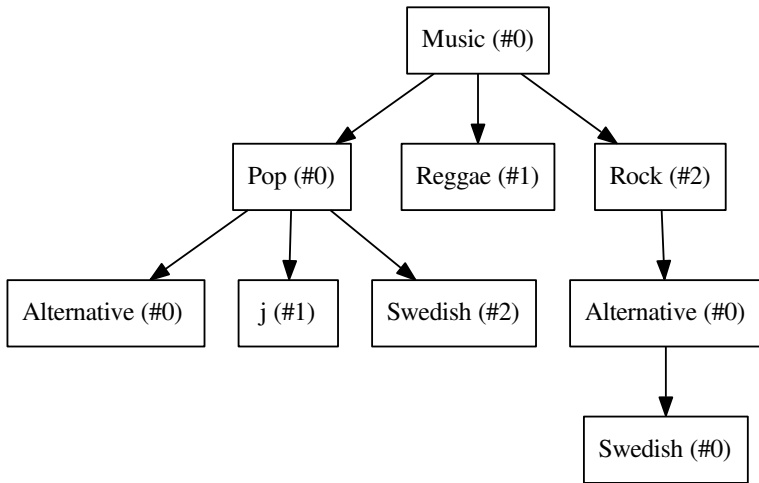 Music (#0)
Pop (#0)
Reggae (#1)
Rock (#2)
Alternative (#0)
j (#1)
Swedish (#2)
Alternative (#0)
Swedish (#0)